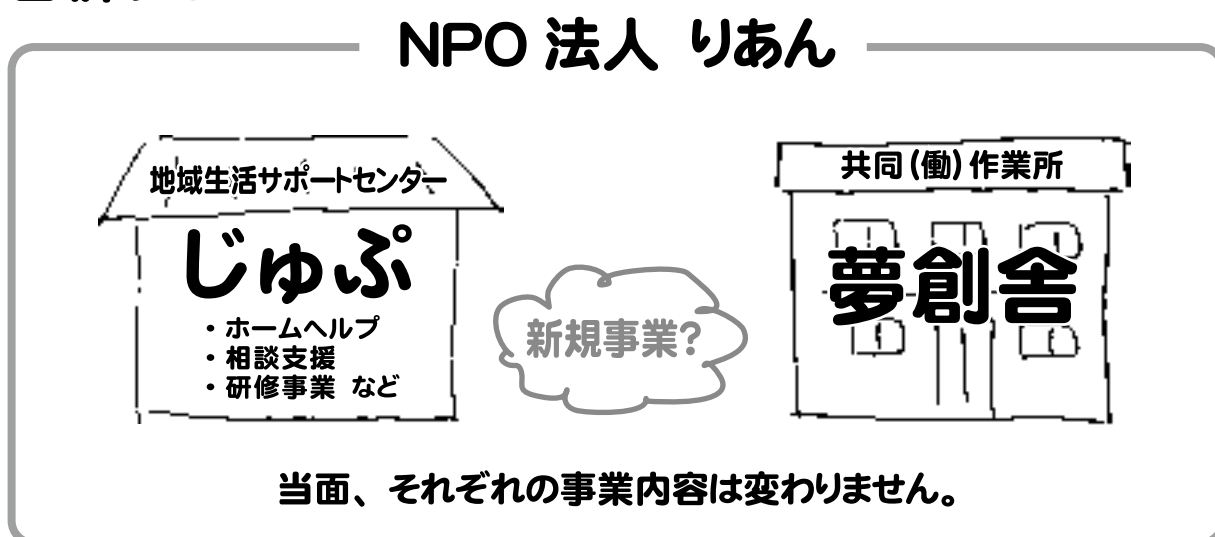 NPO 法人 りあん
地域生活サポートセンター
じゅぷ
・ホームヘルプ
・相談支援
・研修事業 など
新規事業?
共同(働)作業所
夢創舎
当面、それぞれの事業内容は変わりません。